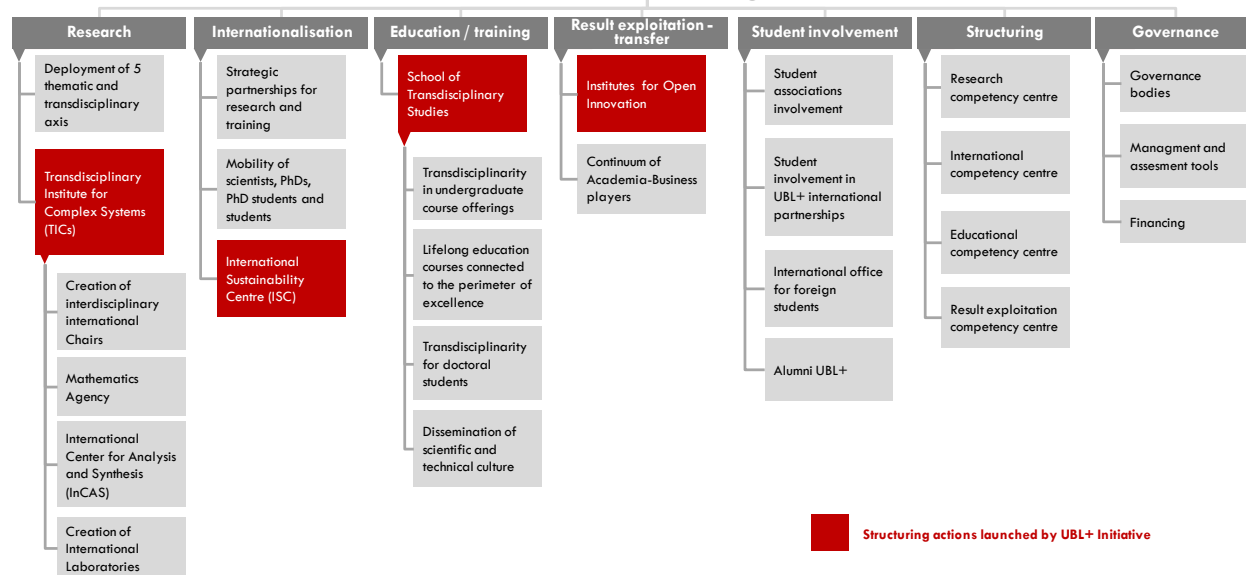 Research
Deployment of 5
thematic and
transdisciplinary
axis
Transdisciplinary
Institute for
Complex Systems
(TICs)
Creation of
interdisciplinary
international
Chairs
Mathematics
Agency
International
Center for Analysis
and Synthesis
(InCAS)
Creation of
International
Laboratories
Internationalisation
Strategic
partnerships for
research and
training
Mobility of
scientists, PhDs,
PhD students and
students
International
Sustainability
Centre (ISC)
Education / training
School of
Transdisciplinary
Studies
Transdisciplinarity
in undergraduate
course offerings
Lifelong education
courses connected
to the perimeter of
excellence
Transdisciplinarity
for doctoral
students
Dissemination of
scientific and
technical culture
Result exploitation -
transfer
Institutes for Open
Innovation
Continuum of
Academia-Business
players
Student involvement
Student
associations
involvement
Student
involvement in
UBL+ international
partnerships
International office
for foreign
students
Alumni UBL+
Structuring
Research
competency centre
International
competency centre
Educational
competency centre
Result exploitation
competency centre
Governance
Governance
bodies
Managment and
assesment tools
Financing
Structuring actions launched by UBL+ Initiative